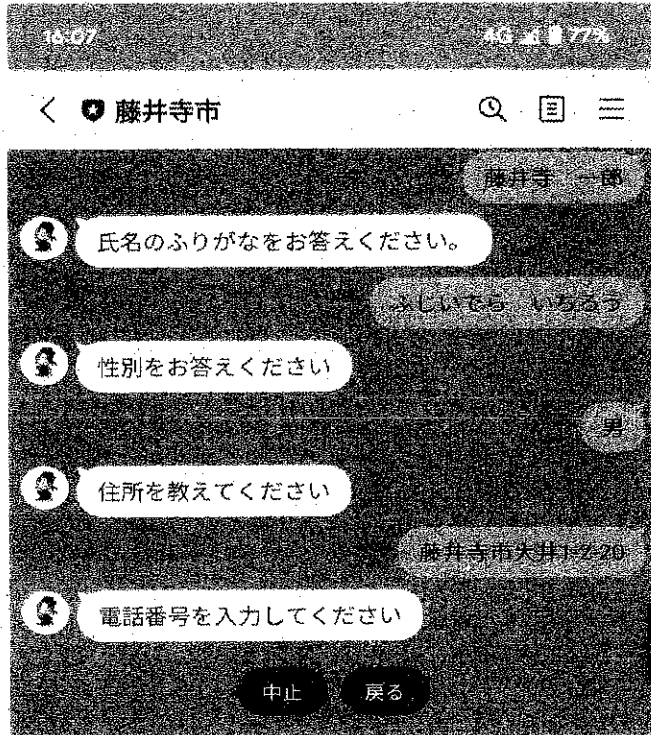 16:07 4G 77%
藤井寺市
藤井寺 一郎
氏名のふりがなをお答えください。
ふじいでら いちろう
性別をお答えください
男
住所を教えてください
藤井寺市大井1-2-20
電話番号を入力してください
中止 戻る